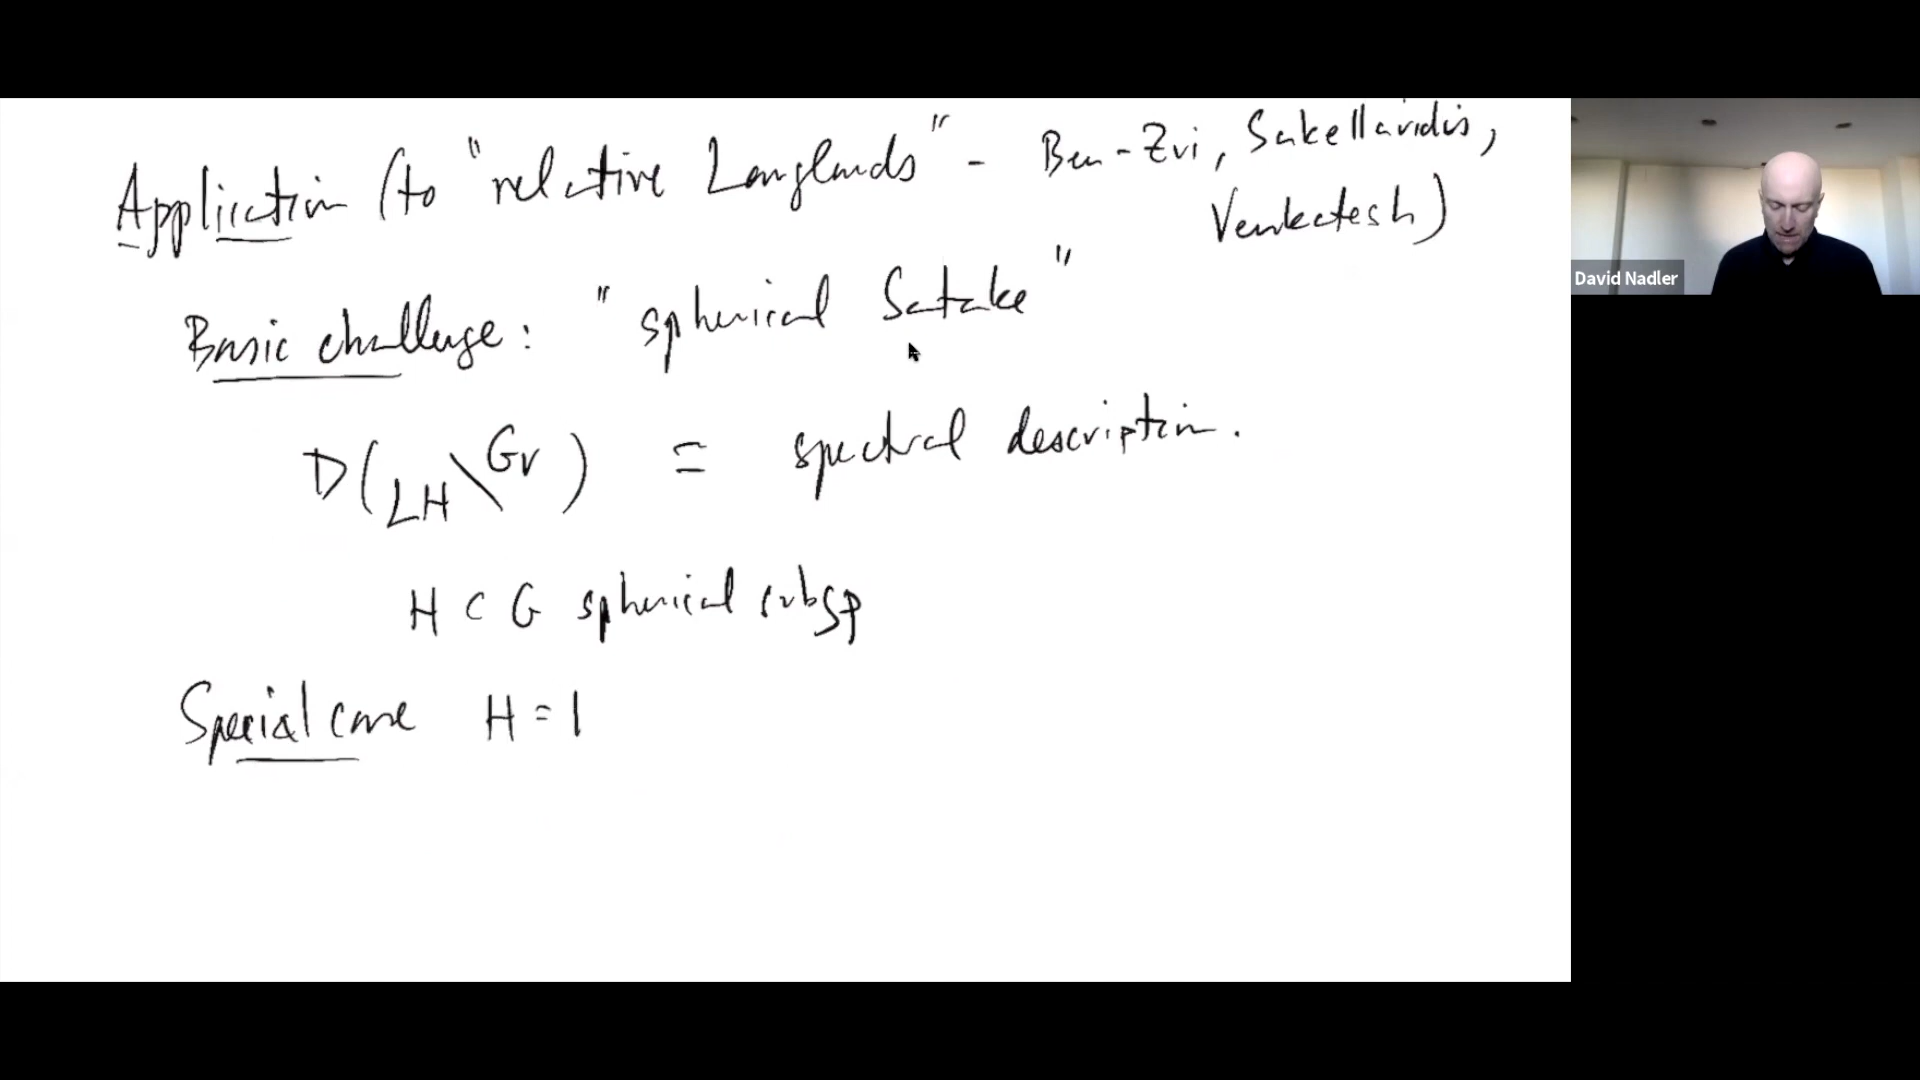 Application (to "relative Langlands" - Ben-Zvi, Sakellaridis,
Venkatesh)
Basic challenge: "spherical Satake"
D(LH\Gr) = spectral description.
H ⊂ G spherical subgp
Special case H = 1
David Nadler